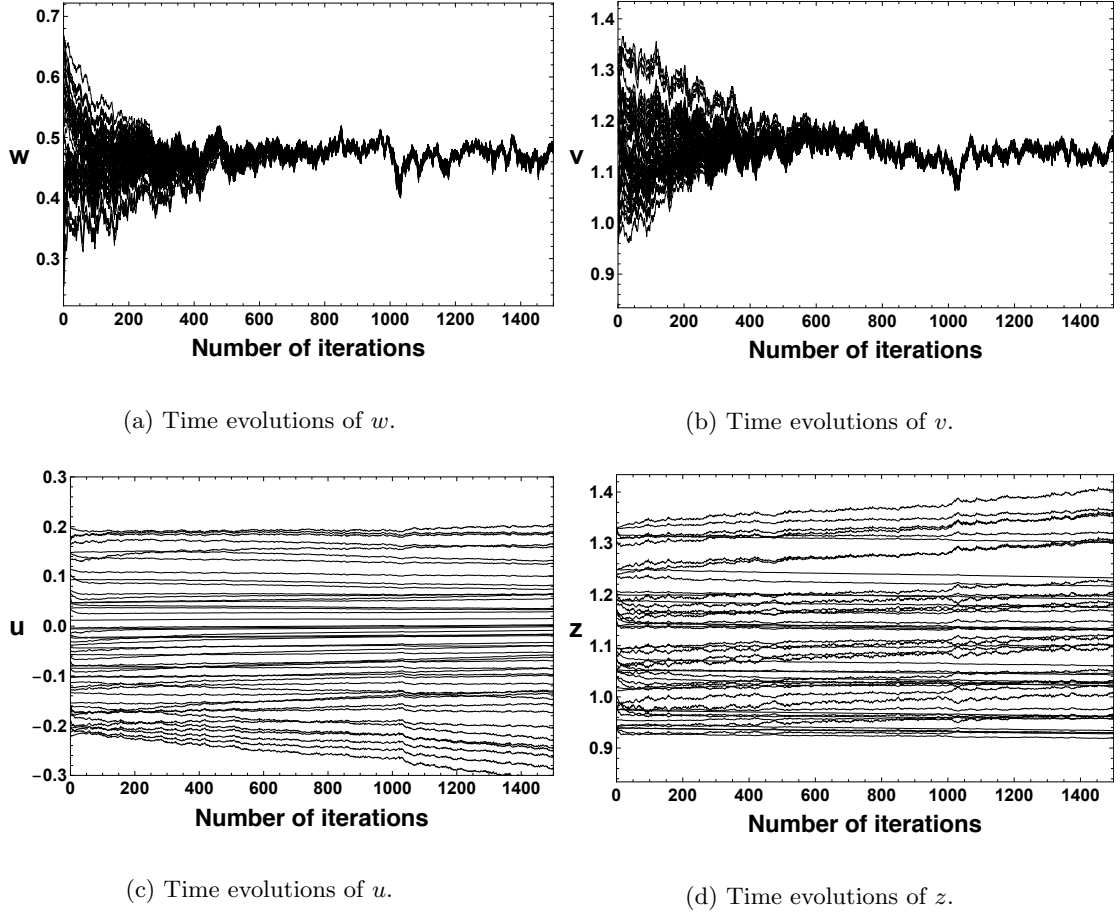 0.7
0.6
0.5
w
0.4
0.3
0 200 400 600 800 1000 1200 1400
Number of iterations
(a) Time evolutions of w.
1.4
1.3
1.2
v
1.1
1.0
0.9
0 200 400 600 800 1000 1200 1400
Number of iterations
(b) Time evolutions of v.
0.3
0.2
0.1
u
0.0
−0.1
−0.2
−0.3
0 200 400 600 800 1000 1200 1400
Number of iterations
(c) Time evolutions of u.
1.4
1.3
1.2
z
1.1
1.0
0.9
0 200 400 600 800 1000 1200 1400
Number of iterations
(d) Time evolutions of z.